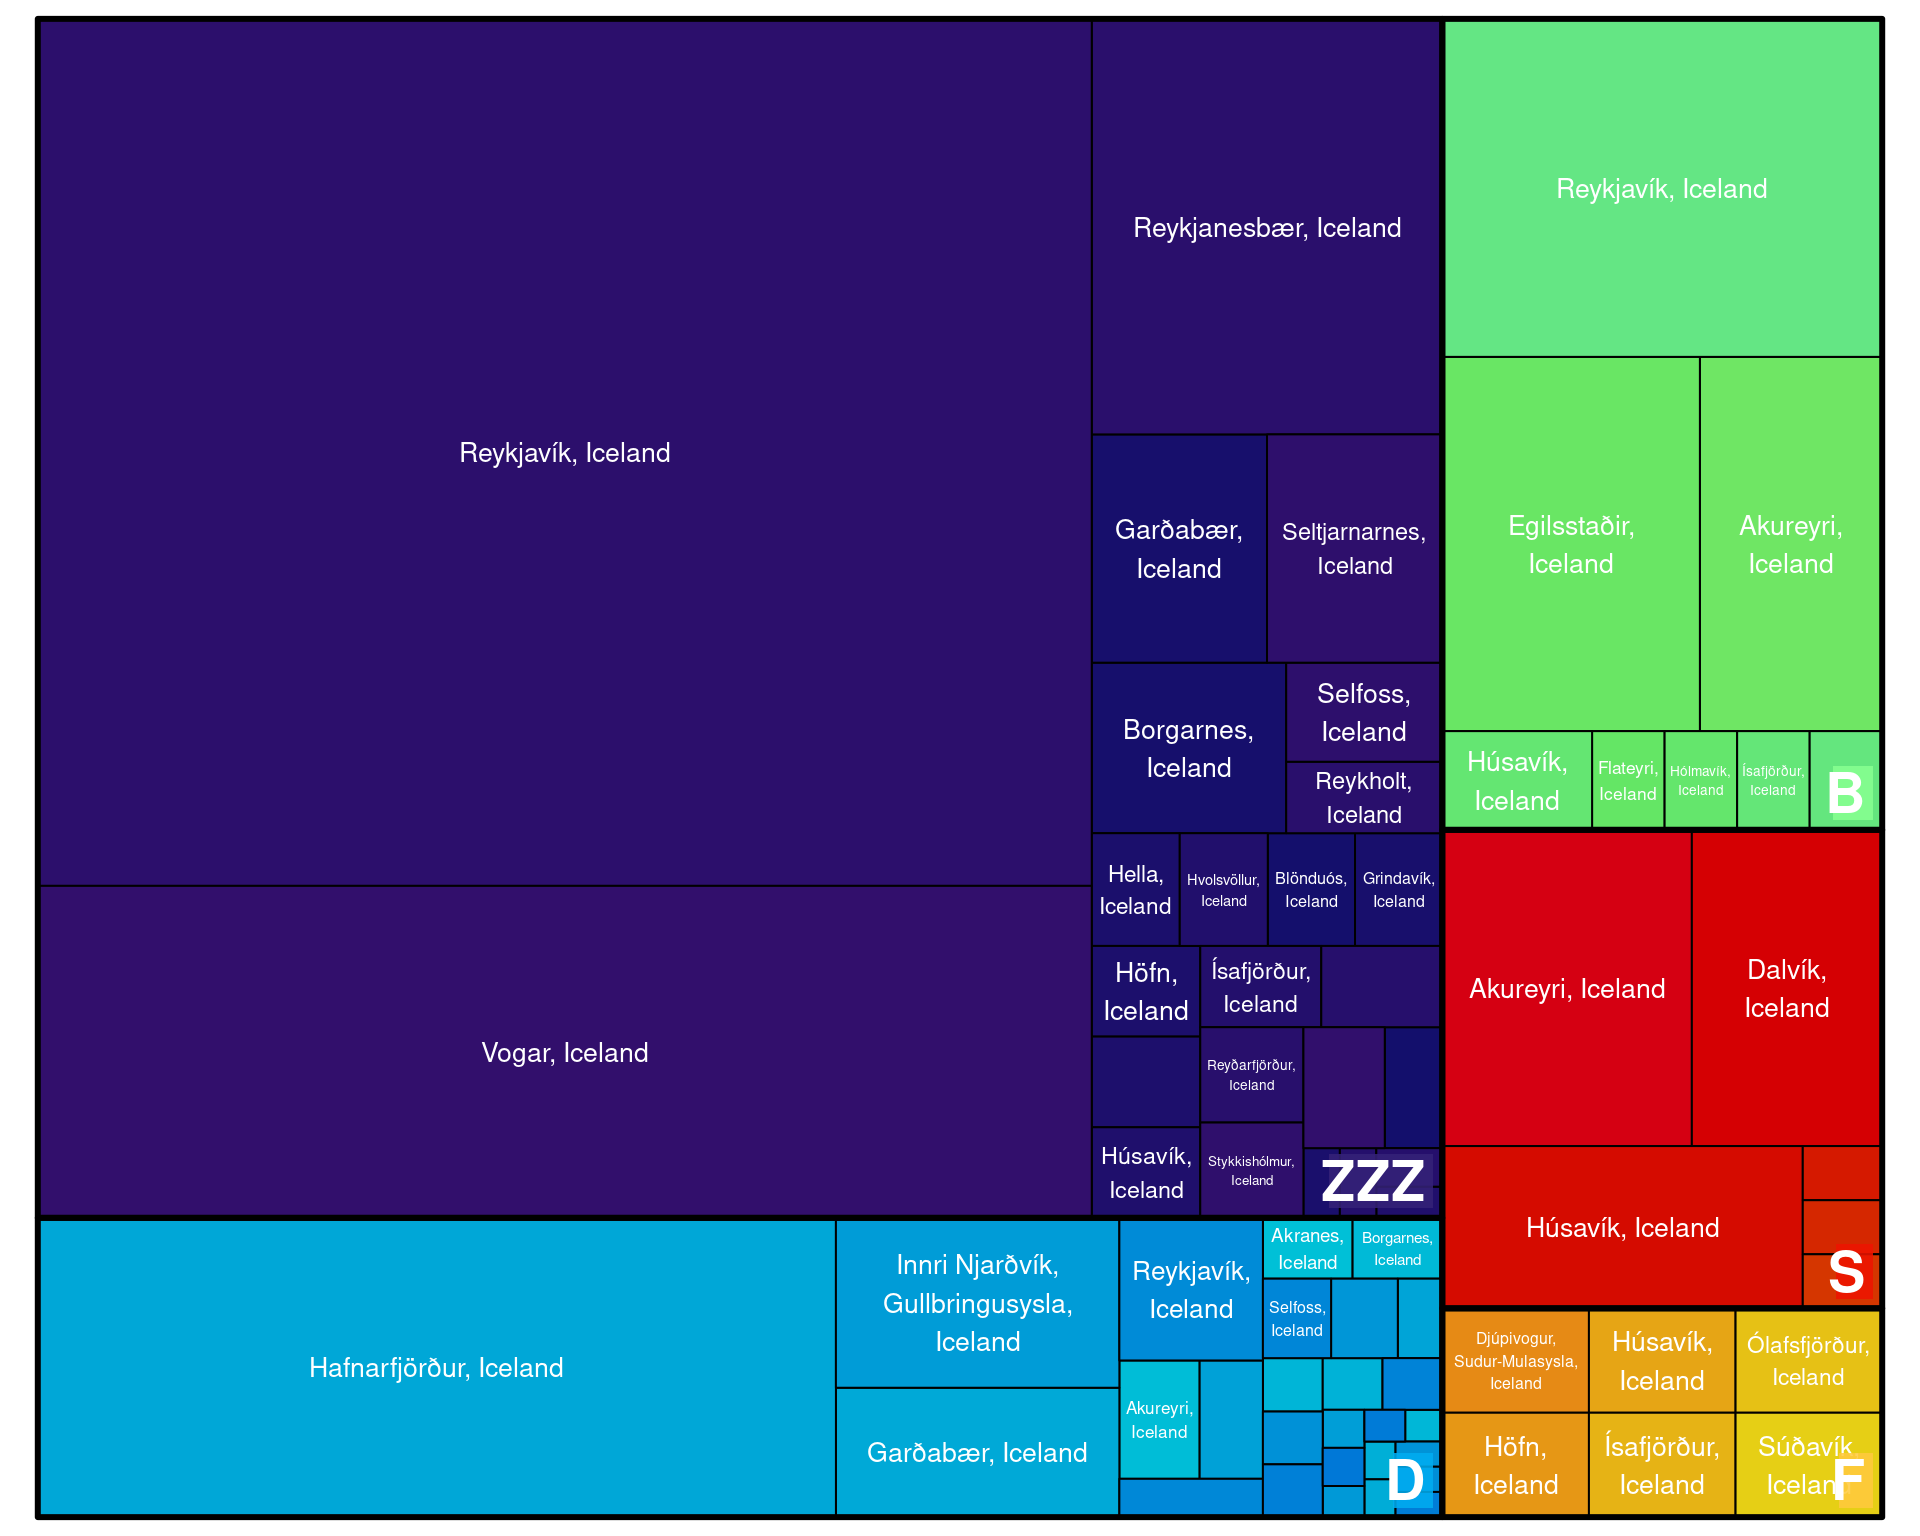 Reykjavík, Iceland
Vogar, Iceland
Reykjanesbær, Iceland
Garðabær,
Iceland
Seltjarnarnes,
Iceland
Borgarnes,
Iceland
Selfoss,
Iceland
Reykholt,
Iceland
Hella,
Iceland
Hvolsvöllur,
Iceland
Blönduós,
Iceland
Grindavík,
Iceland
Höfn,
Iceland
Ísafjörður,
Iceland
Reyðarfjörður,
Iceland
Húsavík,
Iceland
Stykkishólmur,
Iceland
ZZZ
Hafnarfjörður, Iceland
Innri Njarðvík,
Gullbringusysla,
Iceland
Garðabær, Iceland
Reykjavík,
Iceland
Akureyri,
Iceland
Akranes,
Iceland
Borgarnes,
Iceland
Selfoss,
Iceland
D
Reykjavík, Iceland
Egilsstaðir,
Iceland
Akureyri,
Iceland
Húsavík,
Iceland
Flateyri,
Iceland
Hólmavík,
Iceland
Ísafjörður,
Iceland
B
Akureyri, Iceland
Dalvík,
Iceland
Húsavík, Iceland
S
Djúpivogur,
Sudur-Mulasysla,
Iceland
Húsavík,
Iceland
Ólafsfjörður,
Iceland
Höfn,
Iceland
Ísafjörður,
Iceland
Súðavík,
Iceland
F